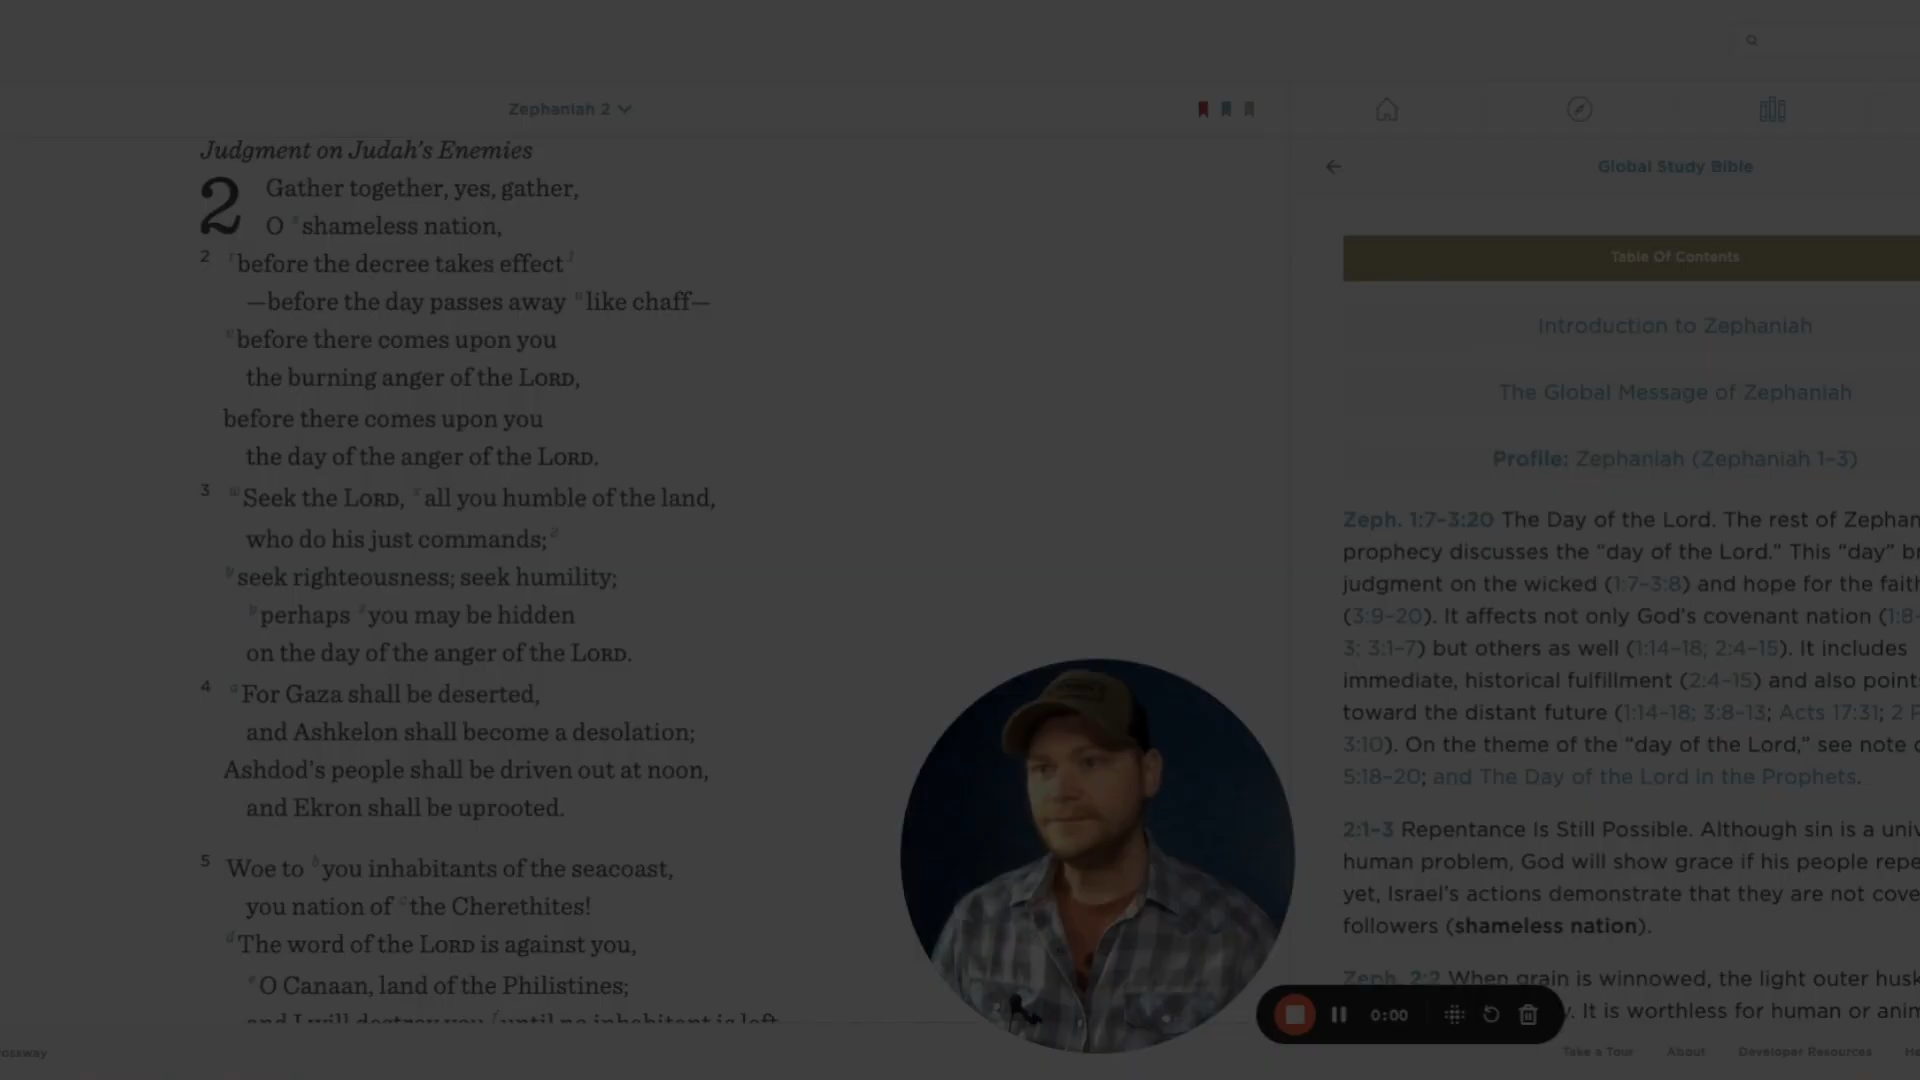 Zephaniah 2
Judgment on Judah's Enemies
2 Gather together, yes, gather,
O shameless nation,
2 before the decree takes effect
—before the day passes away like chaff—
before there comes upon you
the burning anger of the LORD,
before there comes upon you
the day of the anger of the LORD.
3 Seek the LORD, all you humble of the land,
who do his just commands;
seek righteousness; seek humility;
perhaps you may be hidden
on the day of the anger of the LORD.
4 For Gaza shall be deserted,
and Ashkelon shall become a desolation;
Ashdod's people shall be driven out at noon,
and Ekron shall be uprooted.
5 Woe to you inhabitants of the seacoast,
you nation of the Cherethites!
The word of the LORD is against you,
O Canaan, land of the Philistines;
and I will destroy you until no inhabitant is left.
Global Study Bible
Table Of Contents
Introduction to Zephaniah
The Global Message of Zephaniah
Profile: Zephaniah (Zephaniah 1–3)
Zeph. 1:7–3:20 The Day of the Lord. The rest of Zephan
prophecy discusses the “day of the Lord.” This “day” br
judgment on the wicked (1:7–3:8) and hope for the faith
(3:9–20). It affects not only God's covenant nation (1:8–
3; 3:1–7) but others as well (1:14–18; 2:4–15). It includes
immediate, historical fulfillment (2:4–15) and also point
toward the distant future (1:14–18; 3:8–13; Acts 17:31; 2 P
3:10). On the theme of the “day of the Lord,” see note
5:18–20; and The Day of the Lord in the Prophets.
2:1–3 Repentance Is Still Possible. Although sin is a univ
human problem, God will show grace if his people repe
yet, Israel's actions demonstrate that they are not cove
followers (shameless nation).
Zeph. 2:2 When grain is winnowed, the light outer husk
. It is worthless for human or anim
0:00
rossway
Take a Tour
About
Developer Resources
He